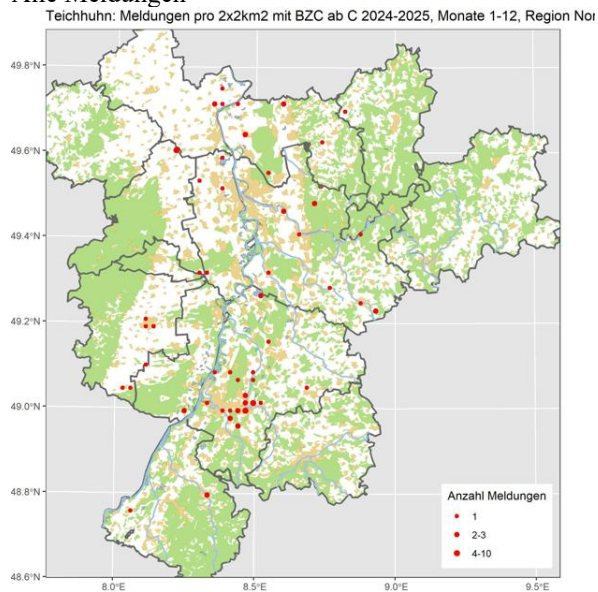 Alle Meldungen
Teichhuhn: Meldungen pro 2x2km2 mit BZC ab C 2024-2025, Monate 1-12, Region Nor
49.8°N
49.6°N
49.4°N
49.2°N
49.0°N
48.8°N
48.6°N
8.0°E
8.5°E
9.0°E
9.5°E
Anzahl Meldungen
1
2-3
4-10